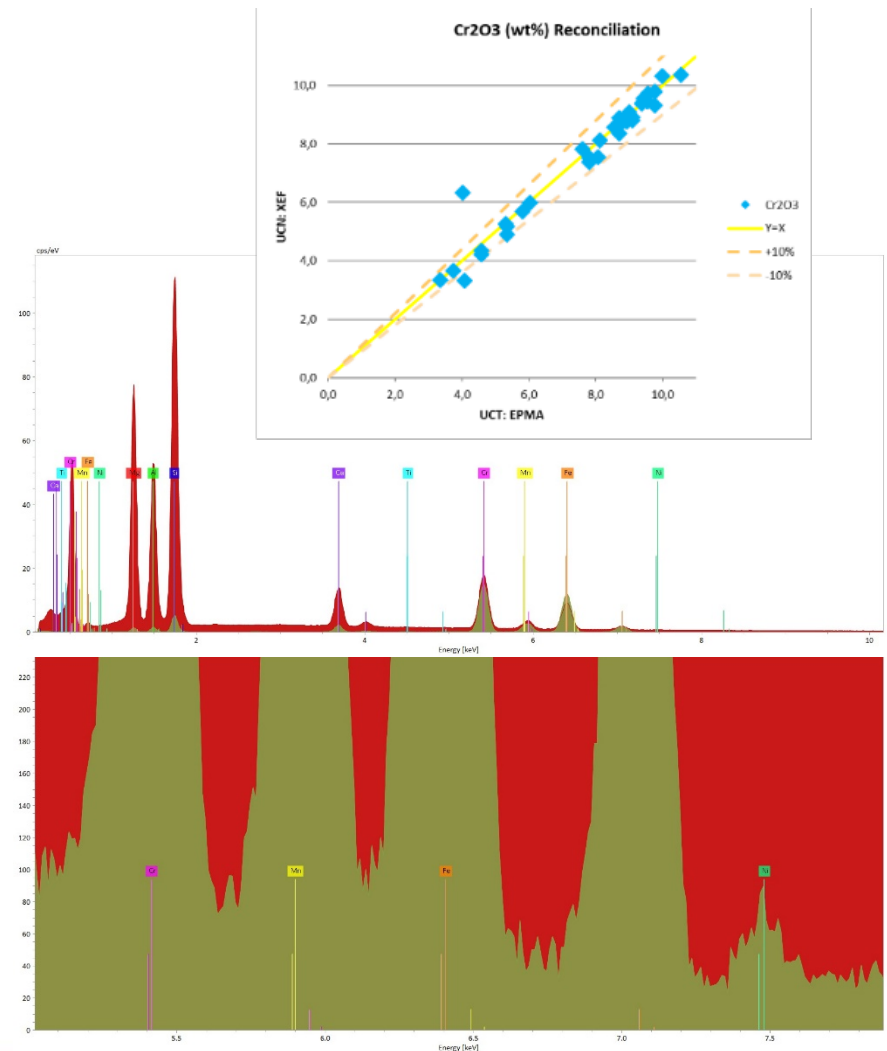 Cr2O3 (wt%) Reconciliation
10,0
8,0
6,0
4,0
2,0
0,0
UCN: XEF
0,0 2,0 4,0 6,0 8,0 10,0
UCT: EPMA
Cr2O3
Y=X
+10%
-10%
cps/eV
100
80
60
40
20
0
Fe
Ti Mn Ni Al Si Ca Ti Cr Mn Fe Ni
Ca
2 4 6 8 10
Energy [keV]
220
200
180
160
140
120
100
80
60
40
20
0
Cr Mn Fe Ni
5.5 6.0 6.5 7.0 7.5
Energy [keV]